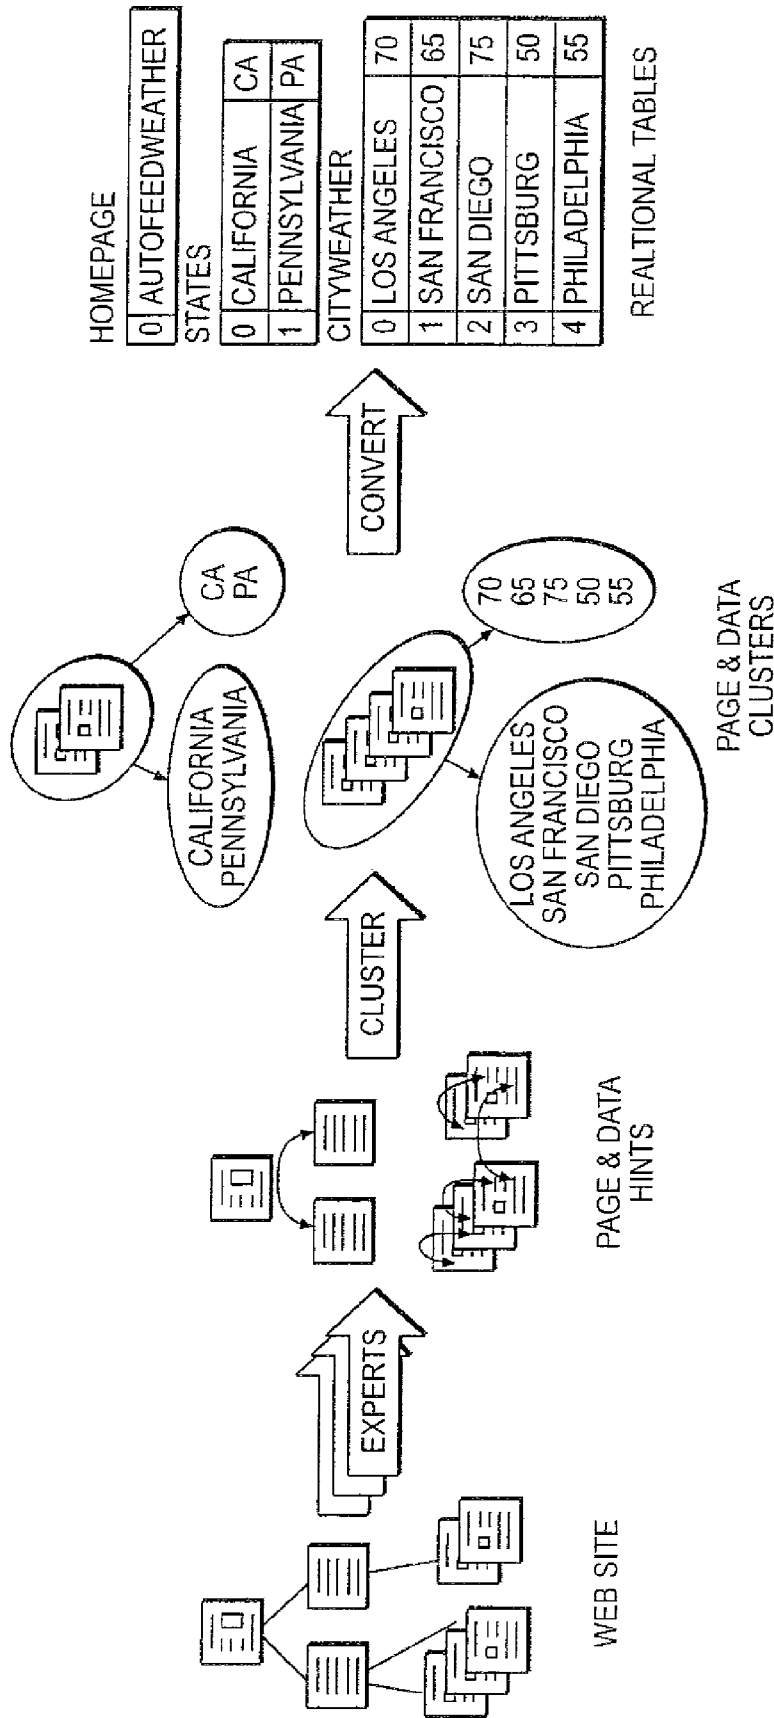 WEB SITE
EXPERTS
PAGE & DATA
HINTS
CLUSTER
CALIFORNIA
PENNSYLVANIA
CA
PA
LOS ANGELES
SAN FRANCISCO
SAN DIEGO
PITTSBURG
PHILADELPHIA
70
65
75
50
55
PAGE & DATA
CLUSTERS
CONVERT
HOMEPAGE
0 AUTOFEEDWEATHER
STATES
0 CALIFORNIA CA
1 PENNSYLVANIA PA
CITYWEATHER
0 LOS ANGELES 70
1 SAN FRANCISCO 65
2 SAN DIEGO 75
3 PITTSBURG 50
4 PHILADELPHIA 55
REALTIONAL TABLES